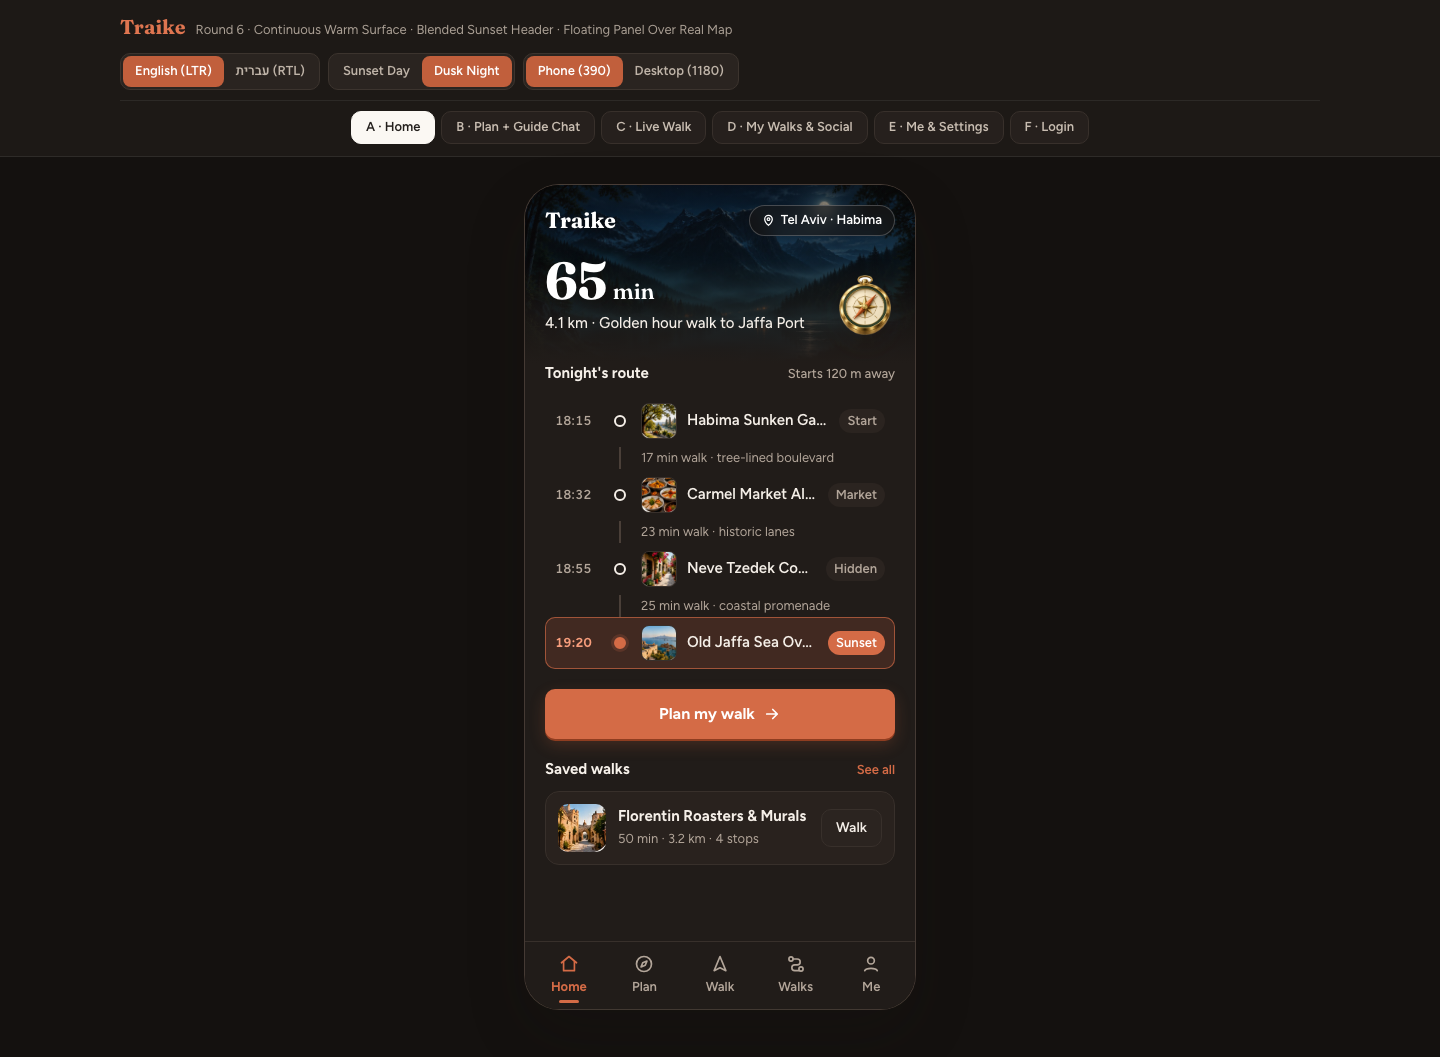 Traike Round 6 · Continuous Warm Surface · Blended Sunset Header · Floating Panel Over Real Map
English (LTR) עברית (RTL) Sunset Day Dusk Night Phone (390) Desktop (1180)
A · Home B · Plan + Guide Chat C · Live Walk D · My Walks & Social E · Me & Settings F · Login
Traike Tel Aviv · Habima
65 min
4.1 km · Golden hour walk to Jaffa Port
Tonight's route Starts 120 m away
18:15 Habima Sunken Ga... Start
17 min walk · tree-lined boulevard
18:32 Carmel Market Al... Market
23 min walk · historic lanes
18:55 Neve Tzedek Co... Hidden
25 min walk · coastal promenade
19:20 Old Jaffa Sea Ov... Sunset
Plan my walk →
Saved walks See all
Florentin Roasters & Murals
50 min · 3.2 km · 4 stops
Walk
Home Plan Walk Walks Me